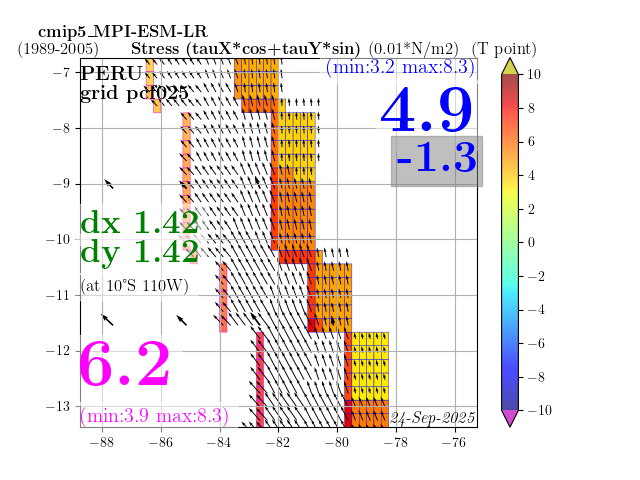 cmip5_MPI-ESM-LR
(1989-2005) Stress (tauX*cos+tauY*sin) (0.01*N/m2) (T point)
PERU (min:3.2 max:8.3)
grid pcf025
4.9
-1.3
dx 1.42
dy 1.42
(at 10°S 110W)
6.2
(min:3.9 max:8.3)
24-Sep-2025
−7
−8
−9
−10
−11
−12
−13
−88 −86 −84 −82 −80 −78 −76
10
8
6
4
2
0
−2
−4
−6
−8
−10